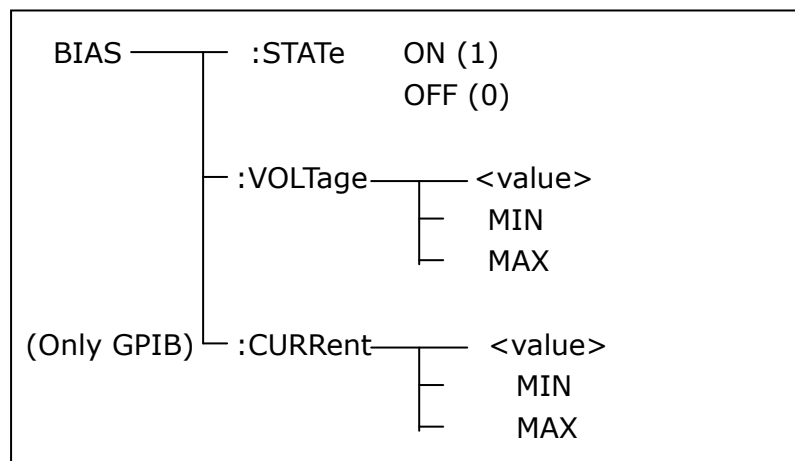 BIAS :STATe ON (1)
OFF (0)
:VOLTage <value>
MIN
MAX
(Only GPIB) :CURRent <value>
MIN
MAX